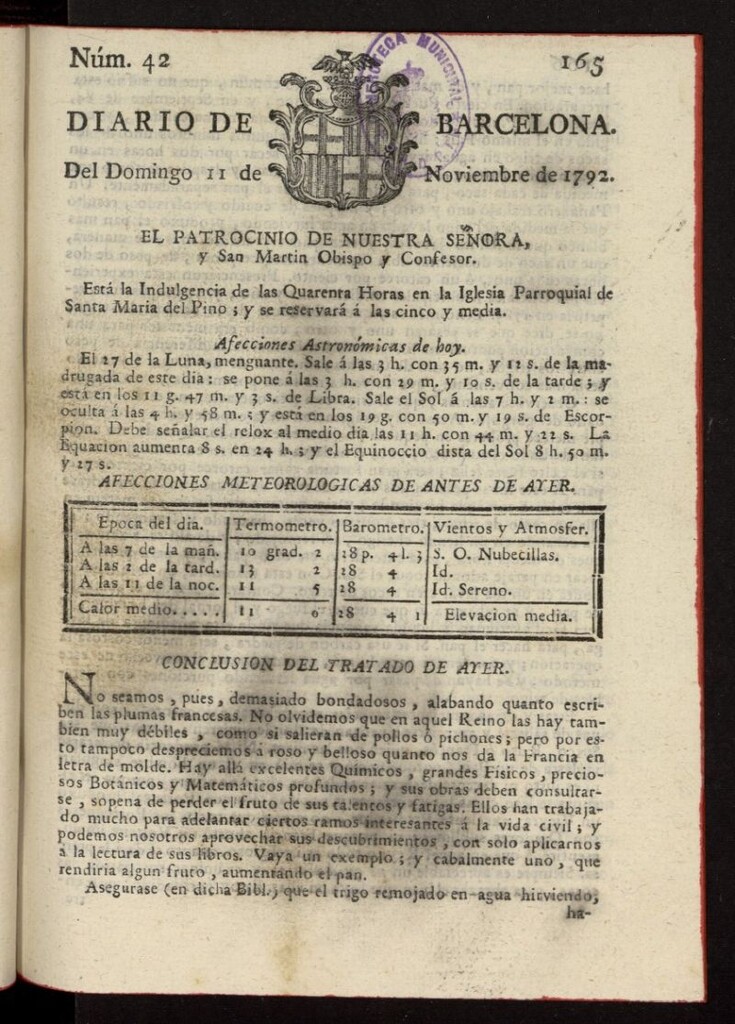 Núm. 42
165
BIBLIOTECA MUNICIPAL
DIARIO DE BARCELONA.
Del Domingo 11 de Noviembre de 1792.
EL PATROCINIO DE NUESTRA SEÑORA,
y San Martin Obispo y Confesor.
Está la Indulgencia de las Quarenta Horas en la Iglesia Parroquial de
Santa Maria del Pino; y se reservará á las cinco y media.
Afecciones Astronómicas de hoy.
El 27 de la Luna, menguante. Sale á las 3 h. con 35 m. y 12 s. de la ma-
drugada de este dia: se pone á las 3 h. con 29 m. y 10 s. de la tarde; y
está en los 11 g. 47 m. y 3 s. de Libra. Sale el Sol á las 7 h. y 2 m.: se
oculta á las 4 h. y 58 m.; y está en los 19 g. con 50 m. y 19 s. de Escor-
pion. Debe señalar el relox al medio dia las 11 h. con 44 m. y 22 s. La
Equacion aumenta 8 s. en 24 h.; y el Equinoccio dista del Sol 8 h. 50 m.
y 27 s.
AFECCIONES METEOROLOGICAS DE ANTES DE AYER.
Epoca del dia. Termometro. Barometro. Vientos y Atmosfer.
A las 7 de la mañ. 10 grad. 2 28 p. 4 l. 3 S. O. Nubecillas.
A las 2 de la tard. 13 2 28 4 Id.
A las 11 de la noc. 11 5 28 4 Id. Sereno.
Calor medio..... 11 6 28 4 1 Elevacion media.
CONCLUSION DEL TRATADO DE AYER.
No seamos, pues, demasiado bondadosos, alabando quanto escri-
ben las plumas francesas. No olvidemos que en aquel Reino las hay tam-
bien muy débiles, como si salieran de pollos ó pichones; pero por es-
to tampoco despreciemos á roso y belloso quanto nos da la Francia en
letra de molde. Hay allá excelentes Quimicos, grandes Fisicos, precio-
sos Botánicos y Matemáticos profundos; y sus obras deben consultar-
se, sopena de perder el fruto de sus talentos y fatigas. Ellos han trabaja-
do mucho para adelantar ciertos ramos interesantes á la vida civil; y
podemos nosotros aprovechar sus descubrimientos, con solo aplicarnos
á la lectura de sus libros. Vaya un exemplo; y cabalmente uno, que
rendiria algun fruto, aumentando el pan.
Asegurase (en dicha Bibl.) que el trigo remojado en agua hirviendo,
ha-